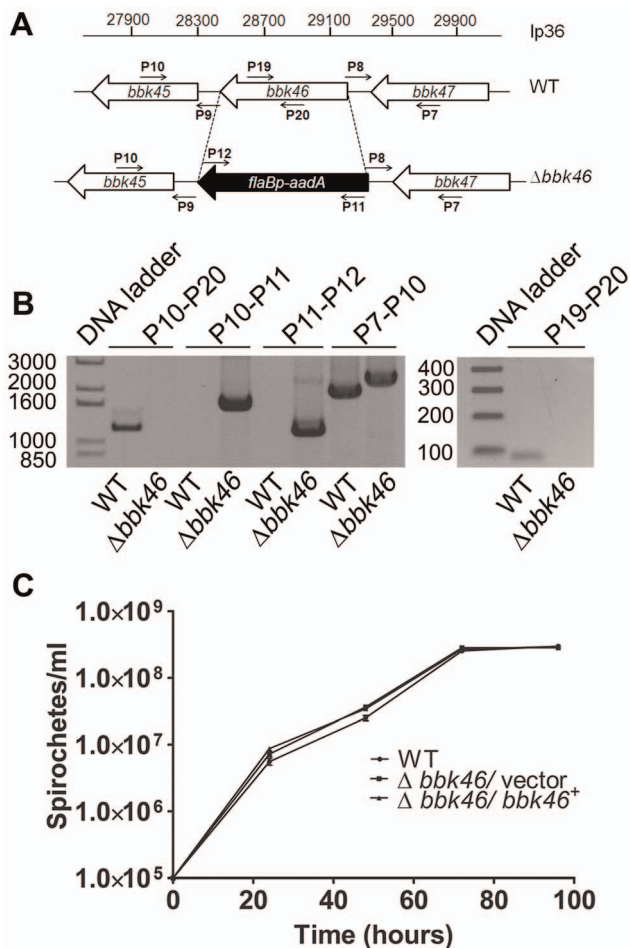 A
27900 28300 28700 29100 29500 29900
lp36
P10 P19 P8
bbk45 bbk46 bbk47
WT
P9 P20 P7
P10 P12 P8
bbk45 flaBp-aadA bbk47
Δbbk46
P9 P11 P7
B
DNA ladder P10-P20 P10-P11 P11-P12 P7-P10
3000
2000
1600
1000
850
WT Δbbk46 WT Δbbk46 WT Δbbk46 WT Δbbk46
DNA ladder P19-P20
400
300
200
100
WT Δbbk46
C
Spirochetes/ml
1.0×10⁹
1.0×10⁸
1.0×10⁷
1.0×10⁶
1.0×10⁵
WT
Δ bbk46/ vector
Δ bbk46/ bbk46⁺
0 20 40 60 80 100
Time (hours)